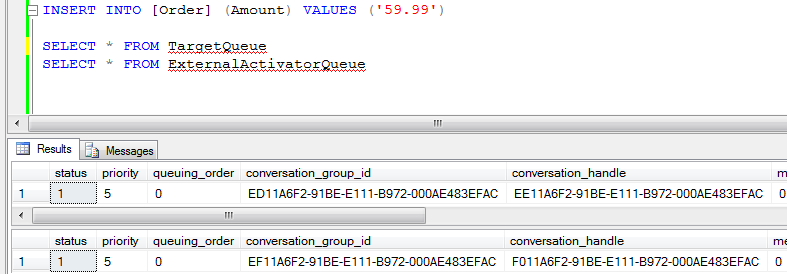 INSERT INTO [Order] (Amount) VALUES ('59.99')
SELECT * FROM TargetQueue
SELECT * FROM ExternalActivatorQueue
Results Messages
status priority queuing_order conversation_group_id conversation_handle m
1 1 5 0 ED11A6F2-91BE-E111-B972-000AE483EFAC EE11A6F2-91BE-E111-B972-000AE483EFAC 0
status priority queuing_order conversation_group_id conversation_handle me
1 1 5 0 EF11A6F2-91BE-E111-B972-000AE483EFAC F011A6F2-91BE-E111-B972-000AE483EFAC 0